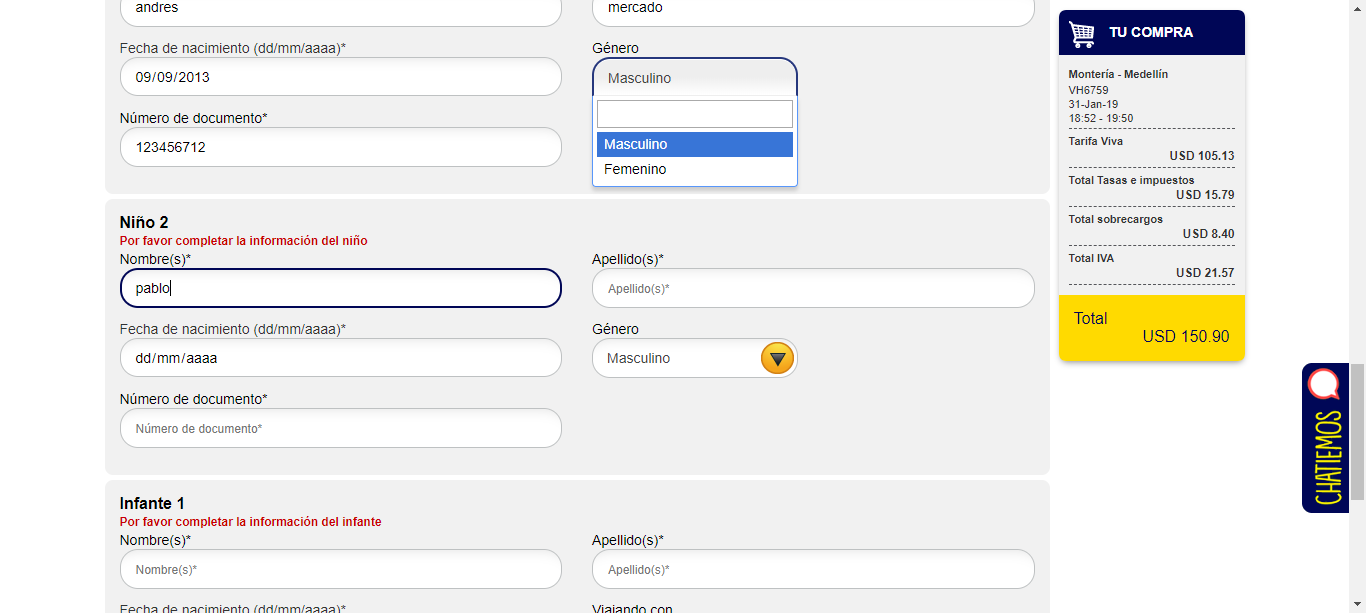 andres
mercado
Fecha de nacimiento (dd/mm/aaaa)*
Género
09/09/2013
Masculino
Número de documento*
123456712
Masculino
Femenino
Niño 2
Por favor completar la información del niño
Nombre(s)*
Apellido(s)*
pablo
Apellido(s)*
Fecha de nacimiento (dd/mm/aaaa)*
Género
dd/mm/aaaa
Masculino
Número de documento*
Número de documento*
Infante 1
Por favor completar la información del infante
Nombre(s)*
Apellido(s)*
Nombre(s)*
Apellido(s)*
Fecha de nacimiento (dd/mm/aaaa)*
Viajando con
TU COMPRA
Montería - Medellín
VH6759
31-Jan-19
18:52 - 19:50
Tarifa Viva
USD 105.13
Total Tasas e impuestos
USD 15.79
Total sobrecargos
USD 8.40
Total IVA
USD 21.57
Total
USD 150.90
CHATIEMOS